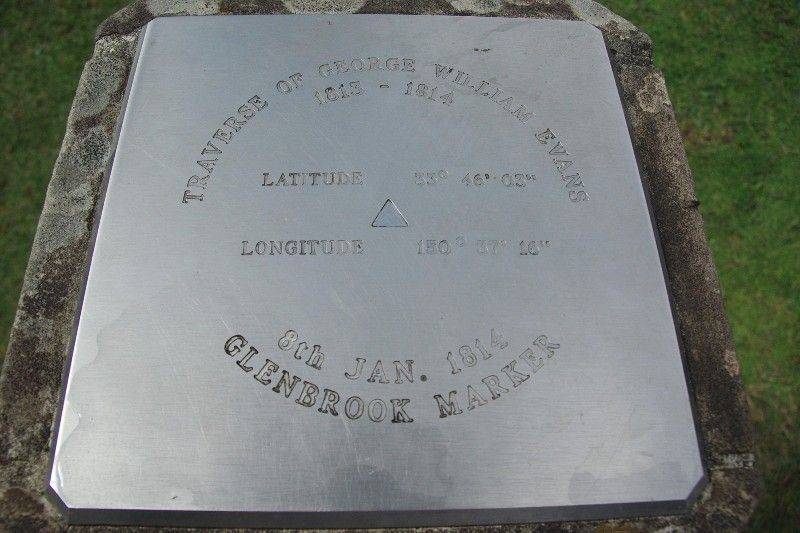 TRAVERSE OF GEORGE WILLIAM EVANS
1813 - 1814
LATITUDE 33° 46' 03"
LONGITUDE 150° 37' 16"
8th JAN. 1814
GLENBROOK MARKER